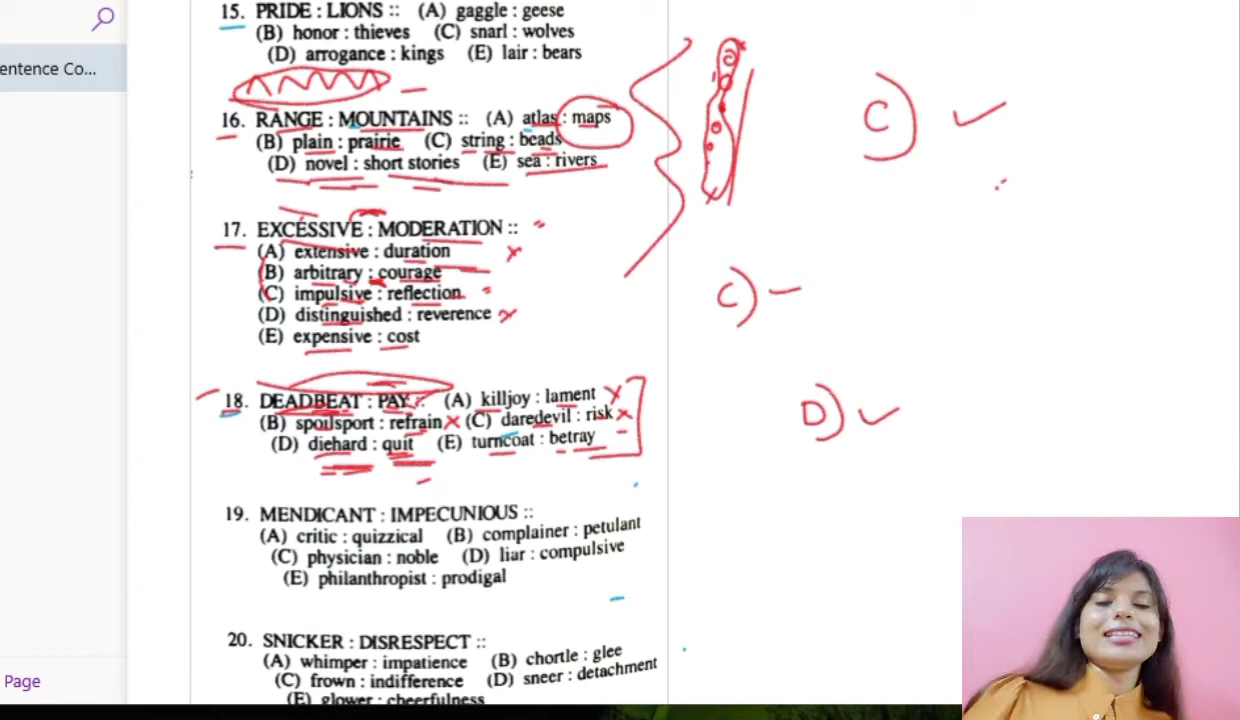 entence Co...
Page
15. PRIDE : LIONS :: (A) gaggle : geese
(B) honor : thieves (C) snarl : wolves
(D) arrogance : kings (E) lair : bears
16. RANGE : MOUNTAINS :: (A) atlas : maps
(B) plain : prairie (C) string : beads
(D) novel : short stories (E) sea : rivers
C)
17. EXCESSIVE : MODERATION ::
(A) extensive : duration
(B) arbitrary : courage
(C) impulsive : reflection
(D) distinguished : reverence
(E) expensive : cost
C)
18. DEADBEAT : PAY :: (A) killjoy : lament
(B) spoilsport : refrain (C) daredevil : risk
(D) diehard : quit (E) turncoat : betray
D)
19. MENDICANT : IMPECUNIOUS ::
(A) critic : quizzical (B) complainer : petulant
(C) physician : noble (D) liar : compulsive
(E) philanthropist : prodigal
20. SNICKER : DISRESPECT ::
(A) whimper : impatience (B) chortle : glee
(C) frown : indifference (D) sneer : detachment
(E) glower : cheerfulness